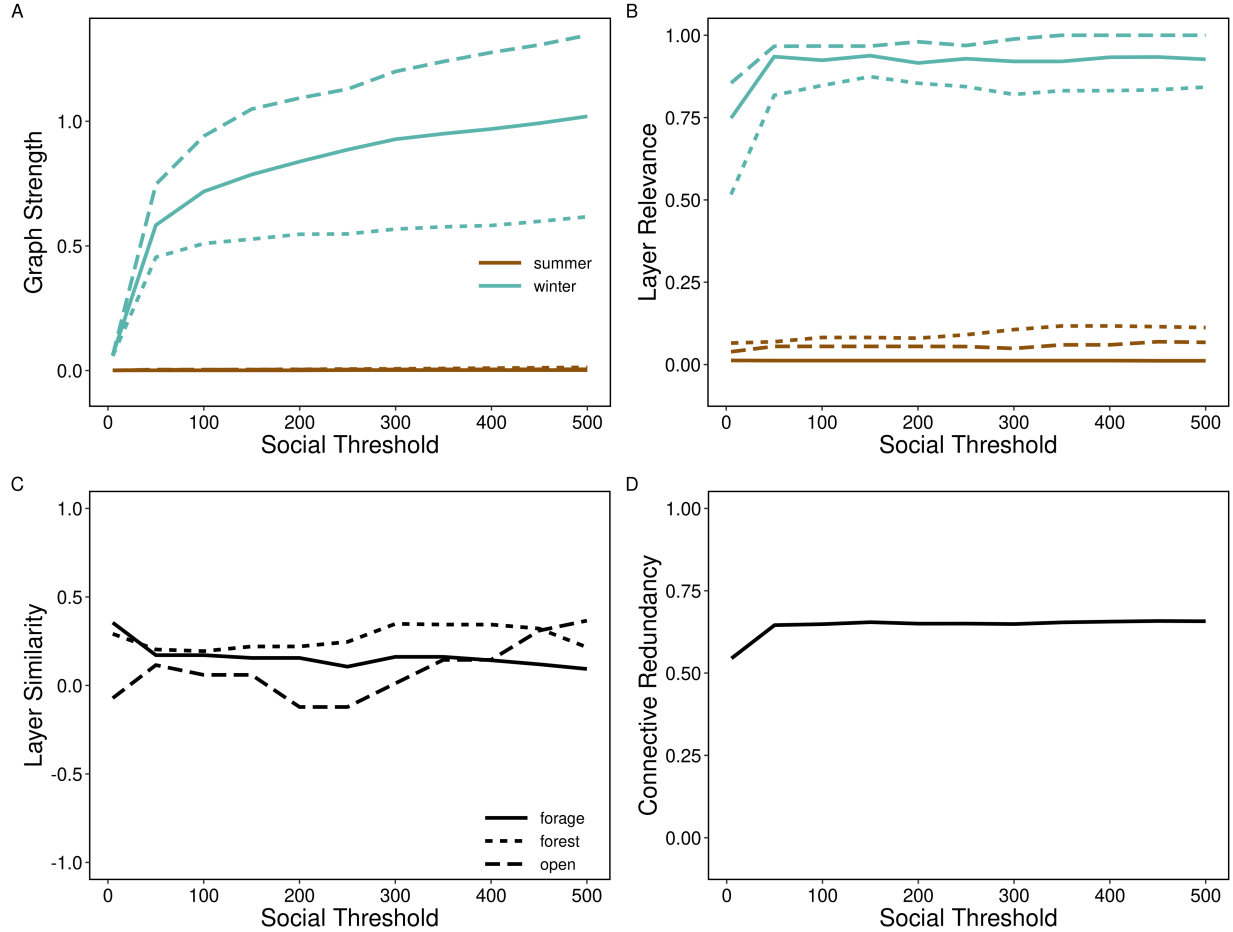 A
Graph Strength
1.0
0.5
0.0
summer
winter
0 100 200 300 400 500
Social Threshold
B
Layer Relevance
1.00
0.75
0.50
0.25
0.00
0 100 200 300 400 500
Social Threshold
C
Layer Similarity
1.0
0.5
0.0
-0.5
-1.0
forage
forest
open
0 100 200 300 400 500
Social Threshold
D
Connective Redundancy
1.00
0.75
0.50
0.25
0.00
0 100 200 300 400 500
Social Threshold